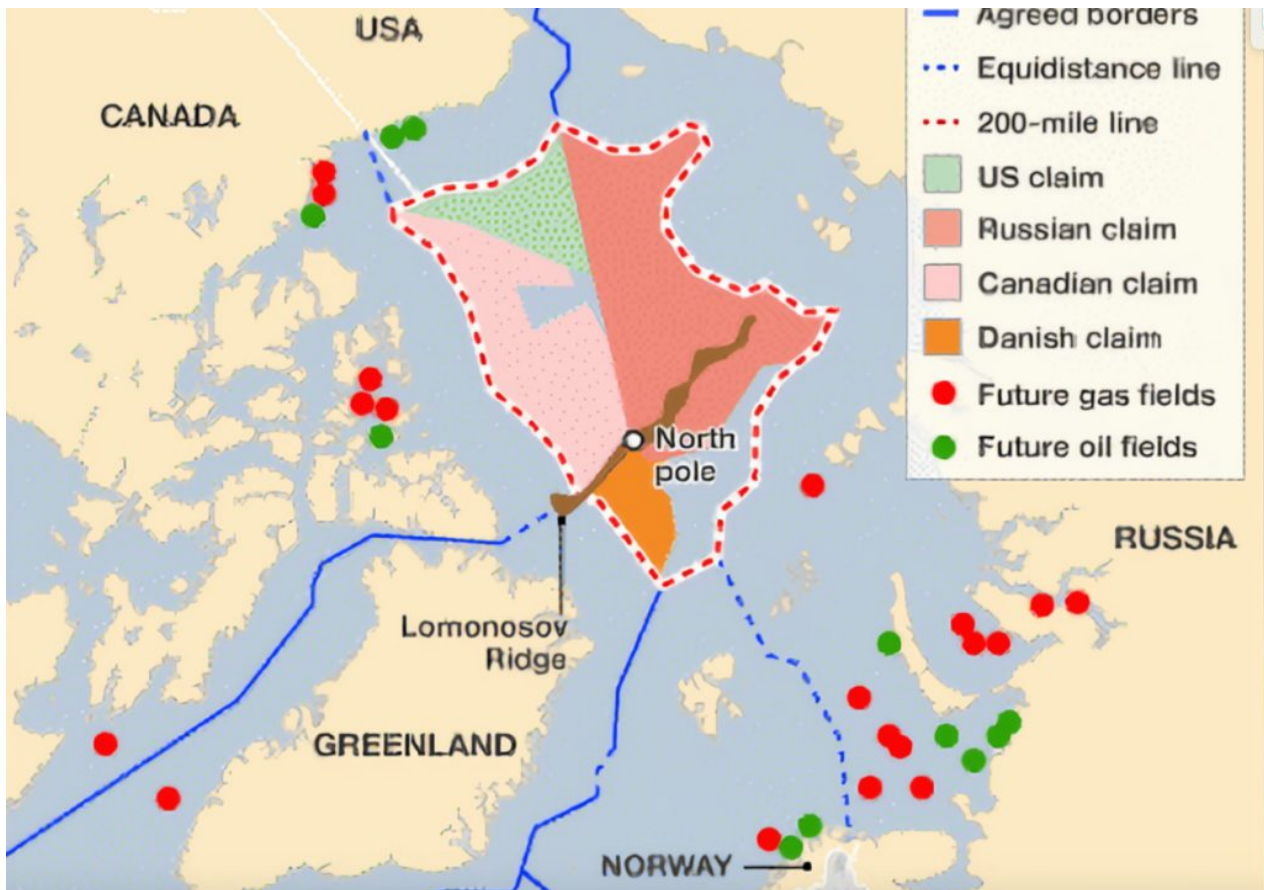 USA
CANADA
Agreed borders
Equidistance line
200-mile line
US claim
Russian claim
Canadian claim
Danish claim
Future gas fields
Future oil fields
North
pole
RUSSIA
Lomonosov
Ridge
GREENLAND
NORWAY